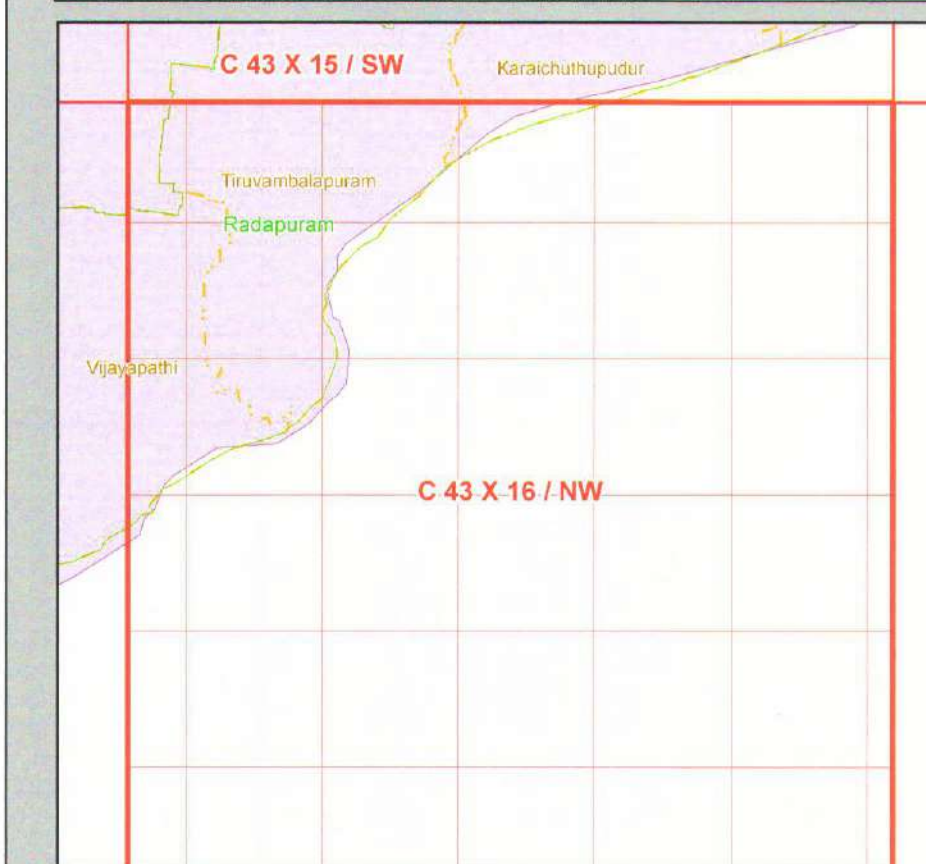 C 43 X 15 / SW
Karaichuthupudur
Tiruvambalapuram
Radapuram
Vijayapathi
C 43 X 16 / NW